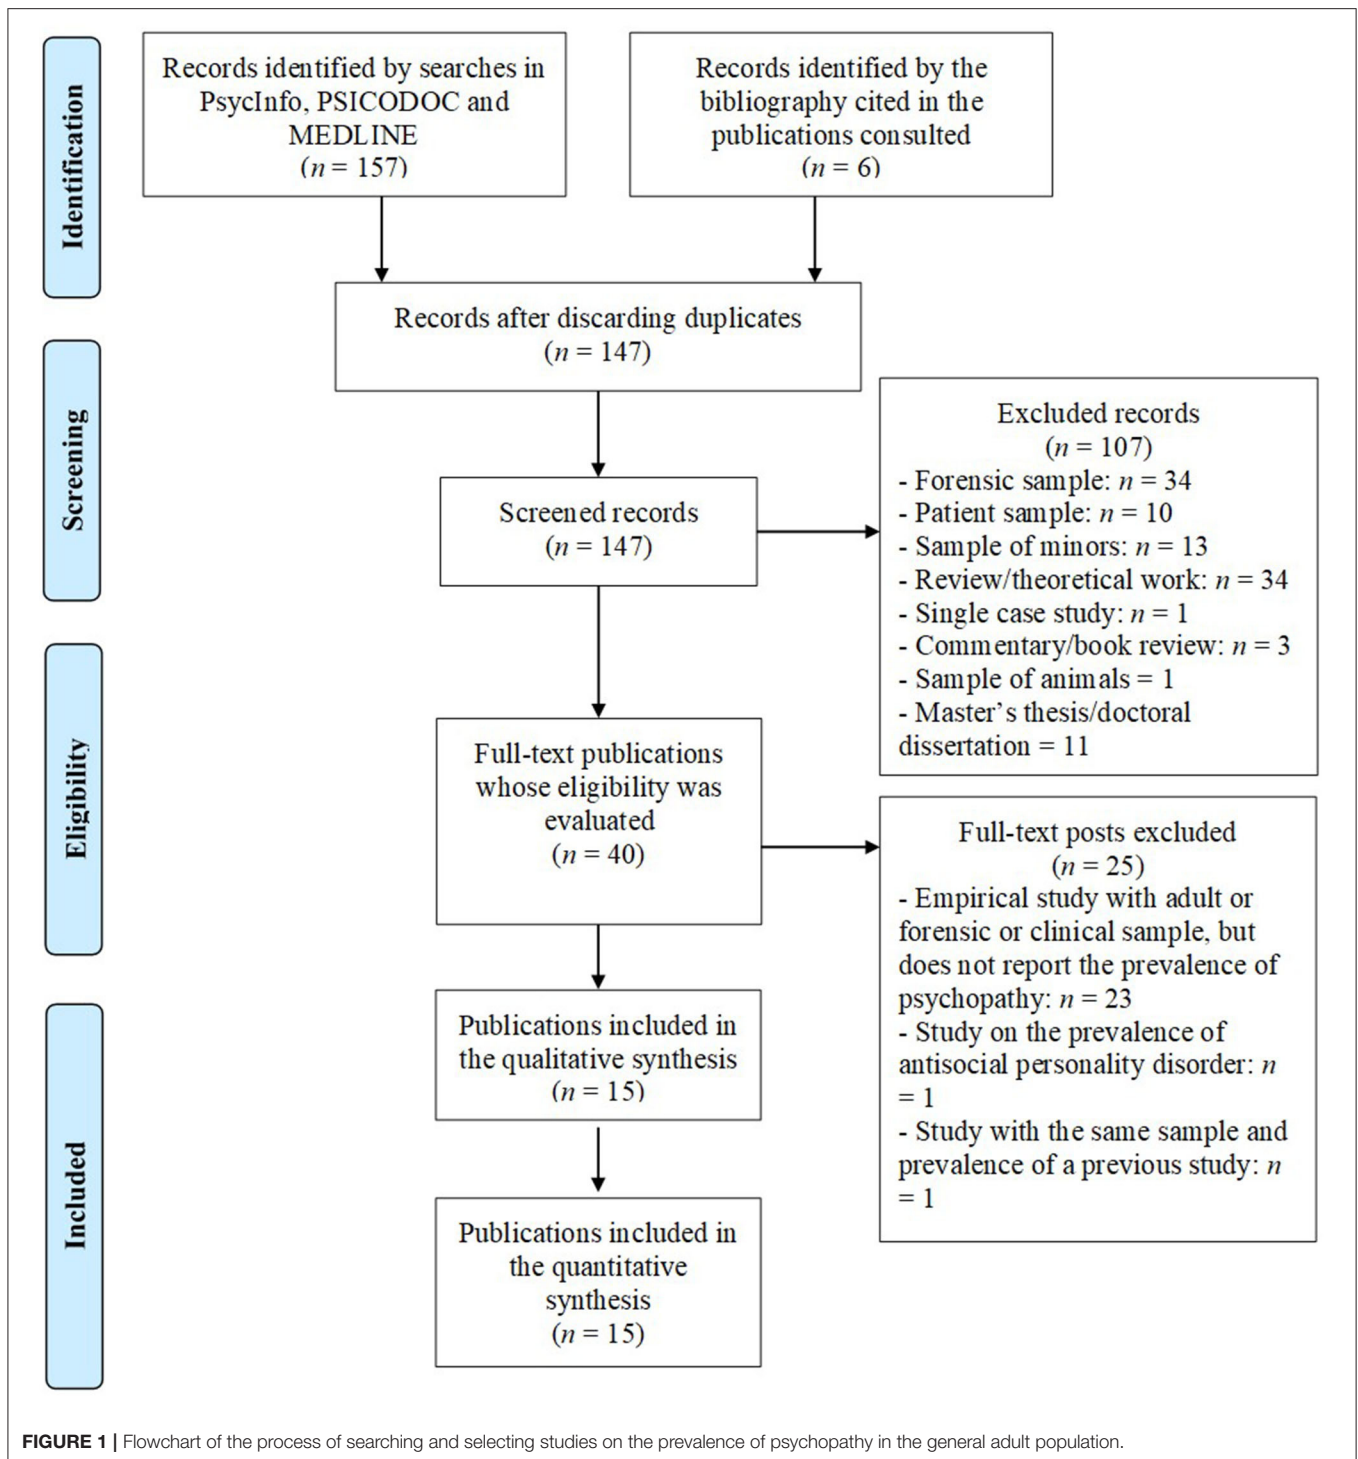 Identification
Records identified by searches in
PsycInfo, PSICODOC and
MEDLINE
(n = 157)
Records identified by the
bibliography cited in the
publications consulted
(n = 6)
Records after discarding duplicates
(n = 147)
Screening
Screened records
(n = 147)
Excluded records
(n = 107)
- Forensic sample: n = 34
- Patient sample: n = 10
- Sample of minors: n = 13
- Review/theoretical work: n = 34
- Single case study: n = 1
- Commentary/book review: n = 3
- Sample of animals = 1
- Master's thesis/doctoral
dissertation = 11
Eligibility
Full-text publications
whose eligibility was
evaluated
(n = 40)
Full-text posts excluded
(n = 25)
- Empirical study with adult or
forensic or clinical sample, but
does not report the prevalence of
psychopathy: n = 23
- Study on the prevalence of
antisocial personality disorder: n
= 1
- Study with the same sample and
prevalence of a previous study: n
= 1
Included
Publications included in
the qualitative synthesis
(n = 15)
Publications included in
the quantitative
synthesis
(n = 15)
FIGURE 1 | Flowchart of the process of searching and selecting studies on the prevalence of psychopathy in the general adult population.